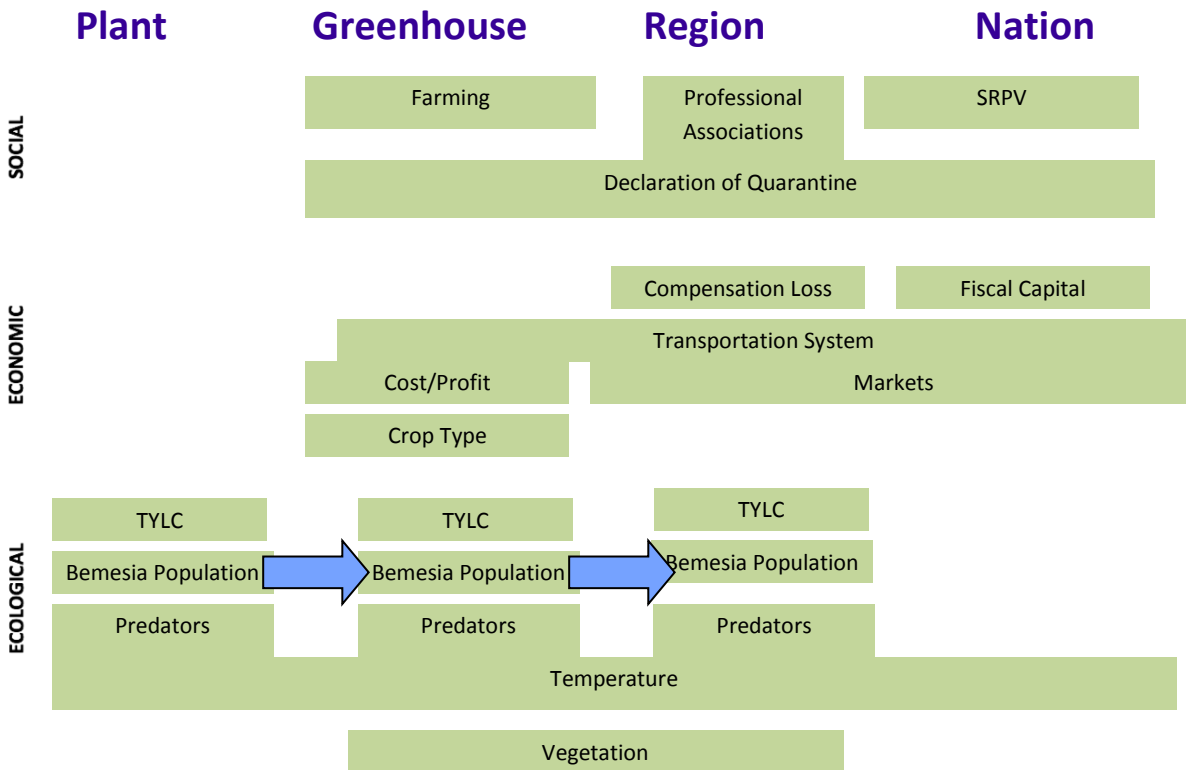 Plant Greenhouse Region Nation
SOCIAL
Farming
Professional
Associations
SRPV
Declaration of Quarantine
ECONOMIC
Compensation Loss
Fiscal Capital
Transportation System
Cost/Profit
Markets
Crop Type
ECOLOGICAL
TYLC
TYLC
TYLC
Bemesia Population
Bemesia Population
Bemesia Population
Predators
Predators
Predators
Temperature
Vegetation